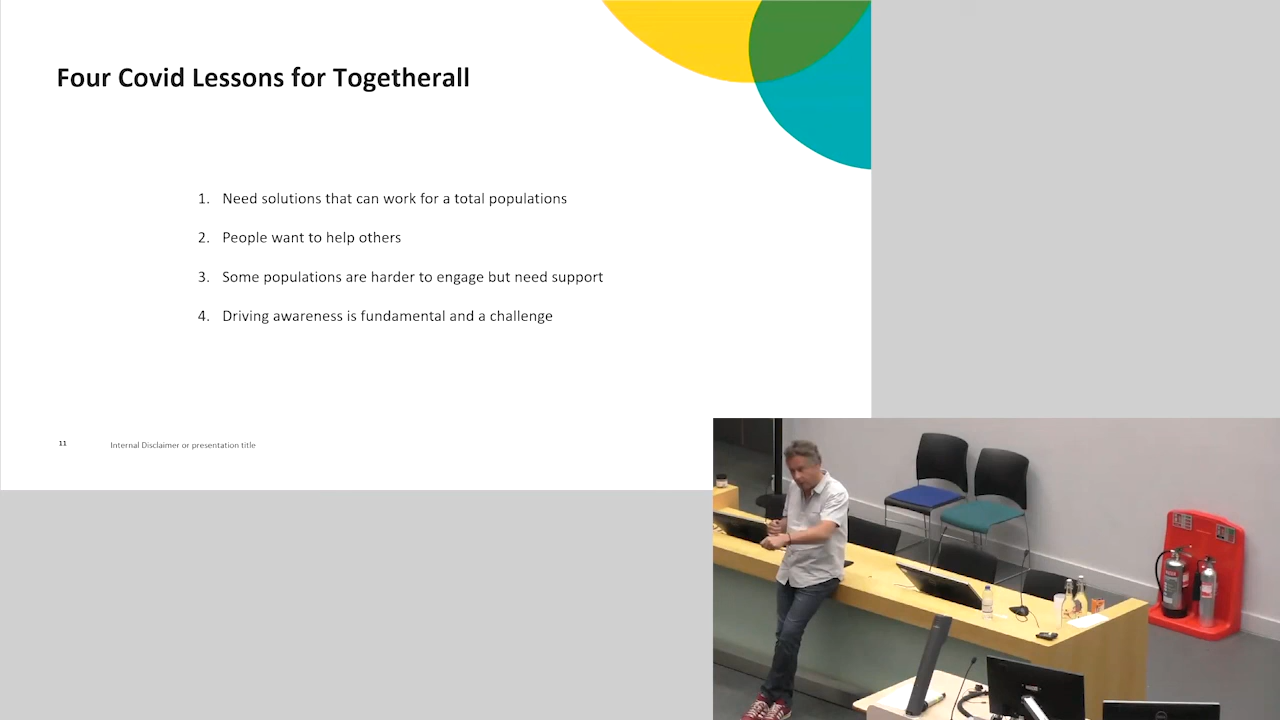 Four Covid Lessons for Togetherall
1. Need solutions that can work for a total populations
2. People want to help others
3. Some populations are harder to engage but need support
4. Driving awareness is fundamental and a challenge
11 Internal Disclaimer or presentation title